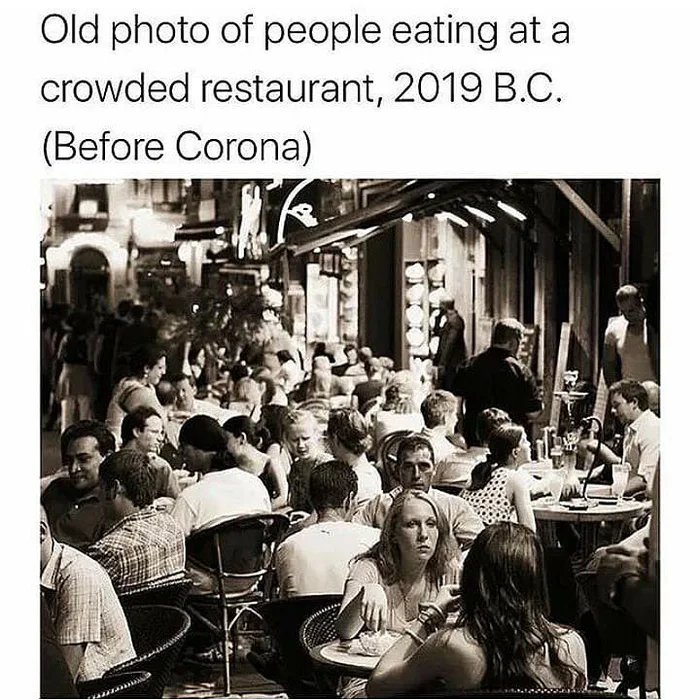 Old photo of people eating at a
crowded restaurant, 2019 B.C.
(Before Corona)